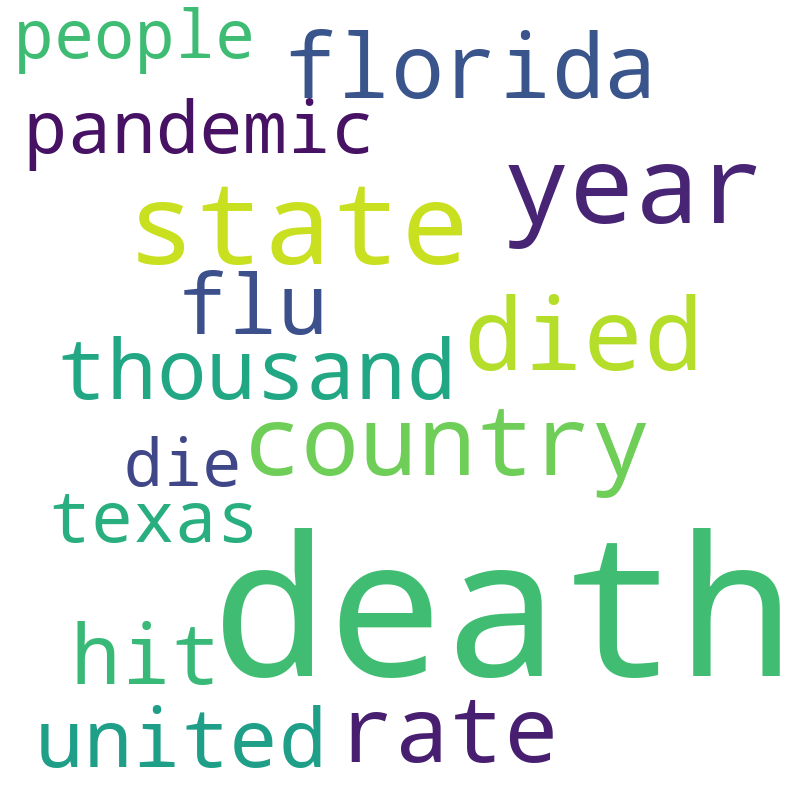 people
florida
pandemic
year
state
flu
died
thousand
country
die
texas
death
hit
united
rate